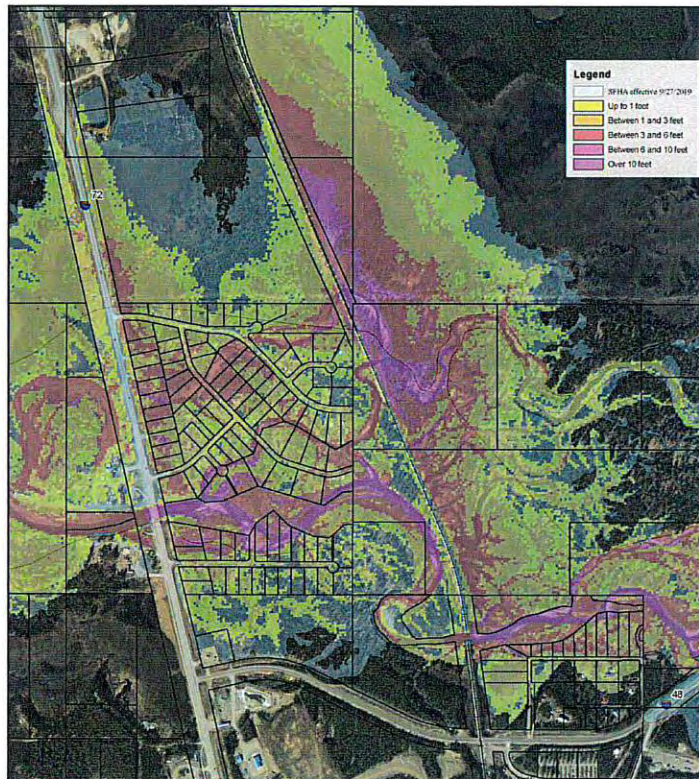 Legend
SFHA effective 9/27/2019
Up to 1 foot
Between 1 and 3 feet
Between 3 and 6 feet
Between 6 and 10 feet
Over 10 feet
72
48